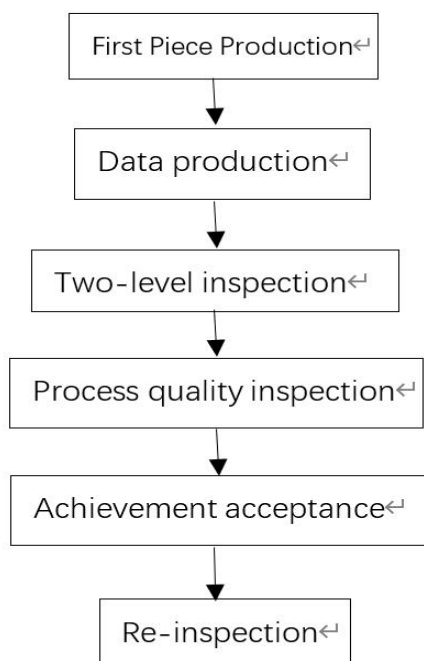 First Piece Production↵
Data production↵
Two-level inspection↵
Process quality inspection↵
Achievement acceptance↵
Re-inspection↵